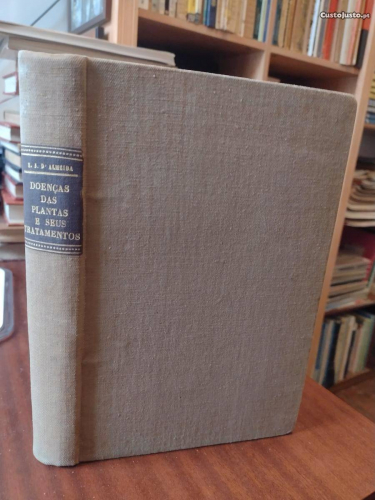 CustoJusto.pt
L. A. D'ALMEIDA
DOENÇAS
DAS
PLANTAS
E SEUS
TRATAMENTOS